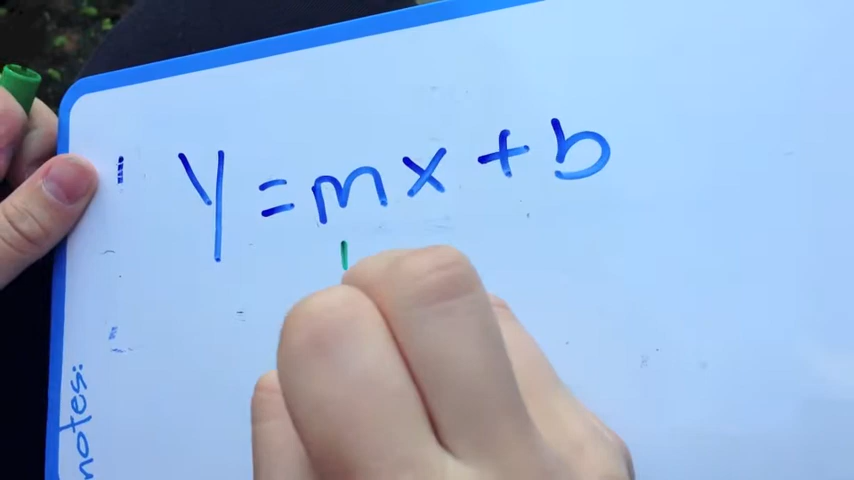 y = mx + b
notes: